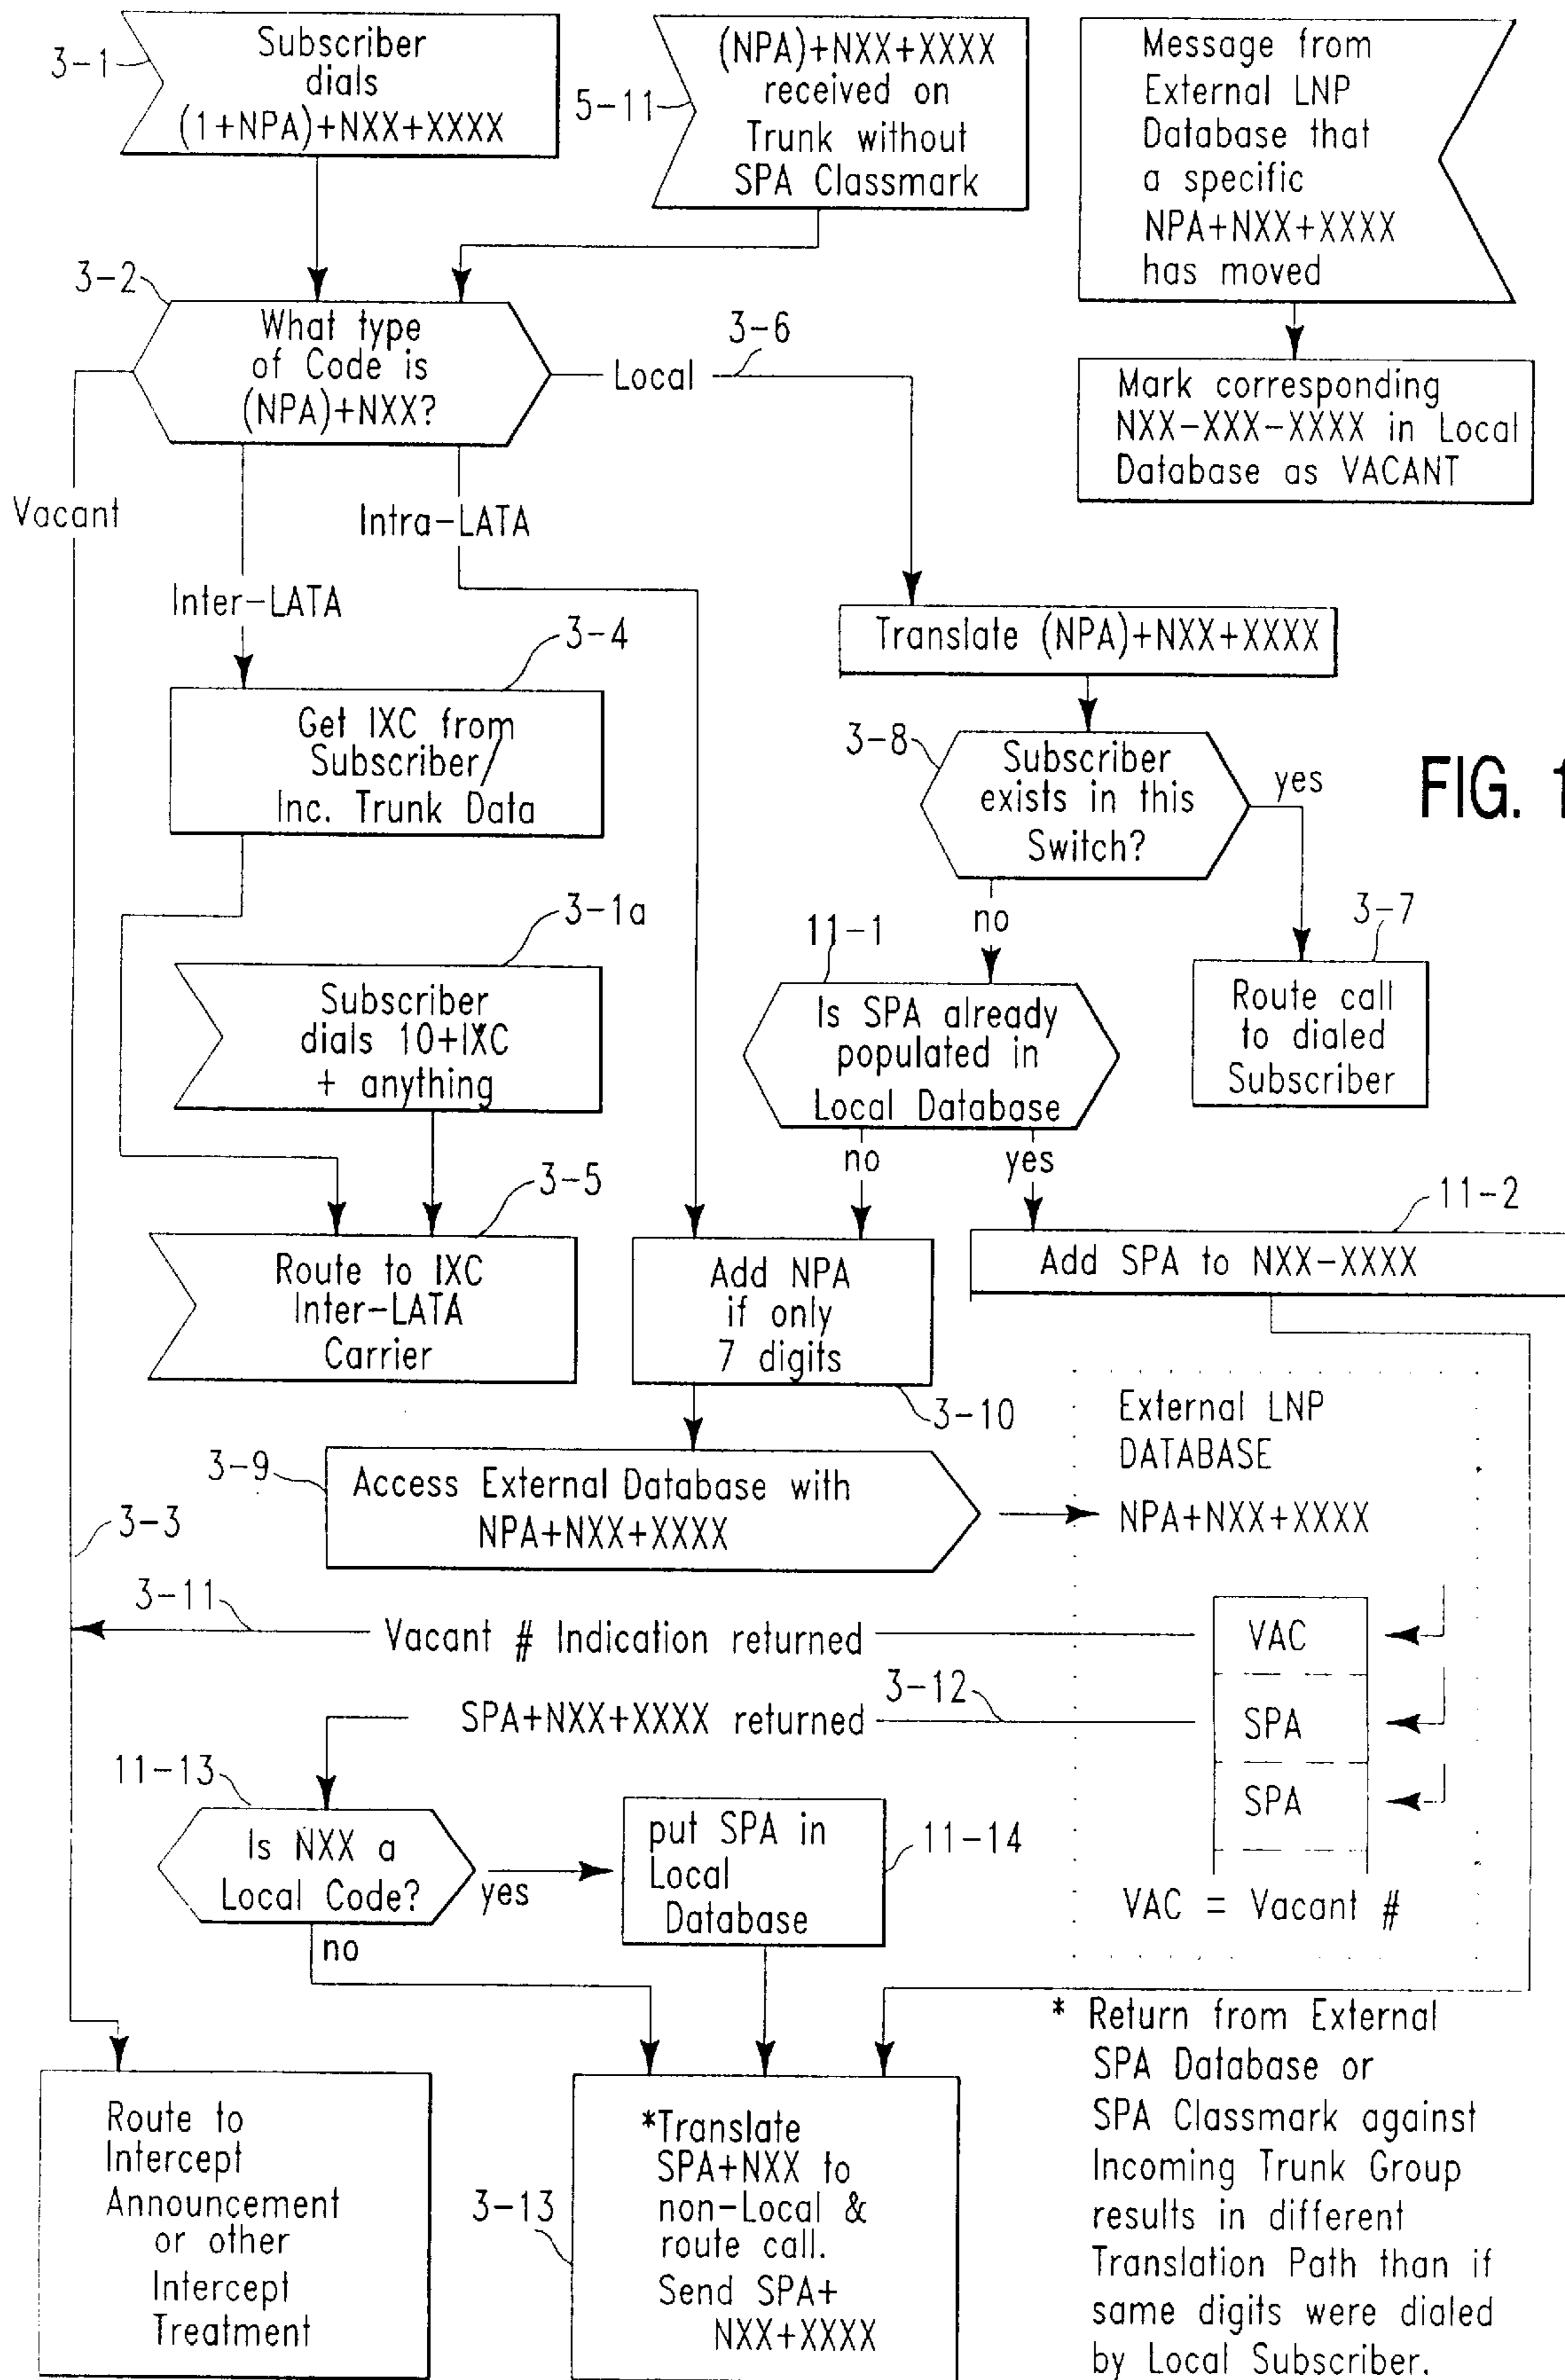 3-1
Subscriber
dials
(1+NPA)+NXX+XXXX
5-11
(NPA)+NXX+XXXX
received on
Trunk without
SPA Classmark
Message from
External LNP
Database that
a specific
NPA+NXX+XXXX
has moved
3-2
What type
of Code is
(NPA)+NXX?
Local
3-6
Mark corresponding
NXX-XXX-XXXX in Local
Database as VACANT
Vacant
Intra-LATA
Inter-LATA
3-4
Get IXC from
Subscriber/
Inc. Trunk Data
Translate (NPA)+NXX+XXXX
3-8
Subscriber
exists in this
Switch?
yes
FIG. 1
no
3-7
Route call
to dialed
Subscriber
3-1a
Subscriber
dials 10+IXC
+ anything
11-1
Is SPA already
populated in
Local Database
no
yes
3-5
Route to IXC
Inter-LATA
Carrier
Add NPA
if only
7 digits
3-10
11-2
Add SPA to NXX-XXXX
3-9
Access External Database with
NPA+NXX+XXXX
External LNP
DATABASE
NPA+NXX+XXXX
3-3
3-11
Vacant # Indication returned
VAC
3-12
SPA+NXX+XXXX returned
SPA
SPA
VAC = Vacant #
11-13
Is NXX a
Local Code?
yes
no
put SPA in
Local
Database
11-14
Route to
Intercept
Announcement
or other
Intercept
Treatment
3-13
*Translate
SPA+NXX to
non-Local &
route call.
Send SPA+
NXX+XXXX
* Return from External
SPA Database or
SPA Classmark against
Incoming Trunk Group
results in different
Translation Path than if
same digits were dialed
by Local Subscriber.